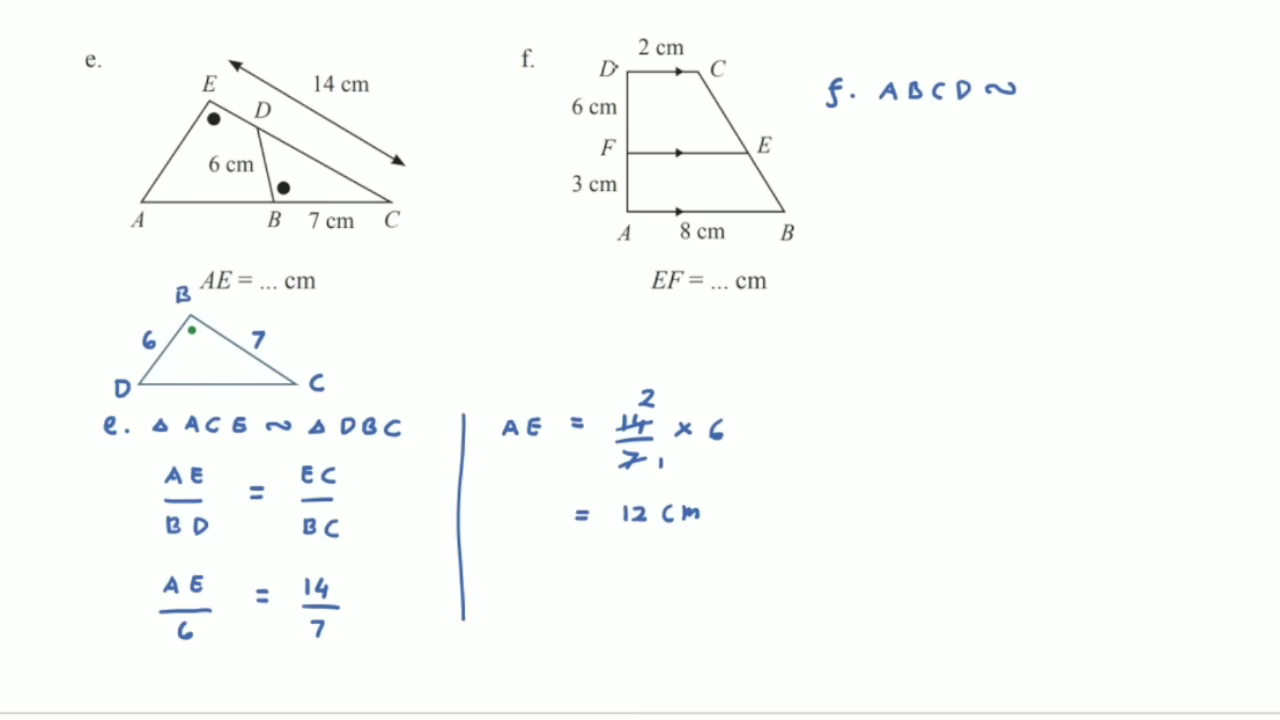 e.
E
14 cm
D
6 cm
A
B
7 cm
C
AE = ... cm
f.
2 cm
D
C
6 cm
F
E
3 cm
A
8 cm
B
EF = ... cm
f. ABCD ~
B
6
7
D
C
e. △ ACE ~ △ DBC
AE/BD = EC/BC
AE/6 = 14/7
AE = 14/7 × 6
2
1
= 12 cm